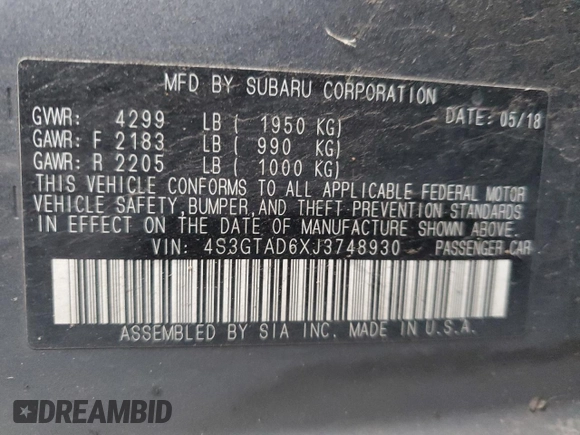 MFD BY SUBARU CORPORATION
GVWR: 4299 LB ( 1950 KG) DATE: 05/18
GAWR: F 2183 LB ( 990 KG)
GAWR: R 2205 LB ( 1000 KG)
THIS VEHICLE CONFORMS TO ALL APPLICABLE FEDERAL MOTOR
VEHICLE SAFETY, BUMPER, AND THEFT PREVENTION STANDARDS
IN EFFECT ON THE DATE OF MANUFACTURE SHOWN ABOVE.
VIN: 4S3GTAD6XJ3748930 PASSENGER CAR
ASSEMBLED BY SIA INC. MADE IN U.S.A.
DREAMBID